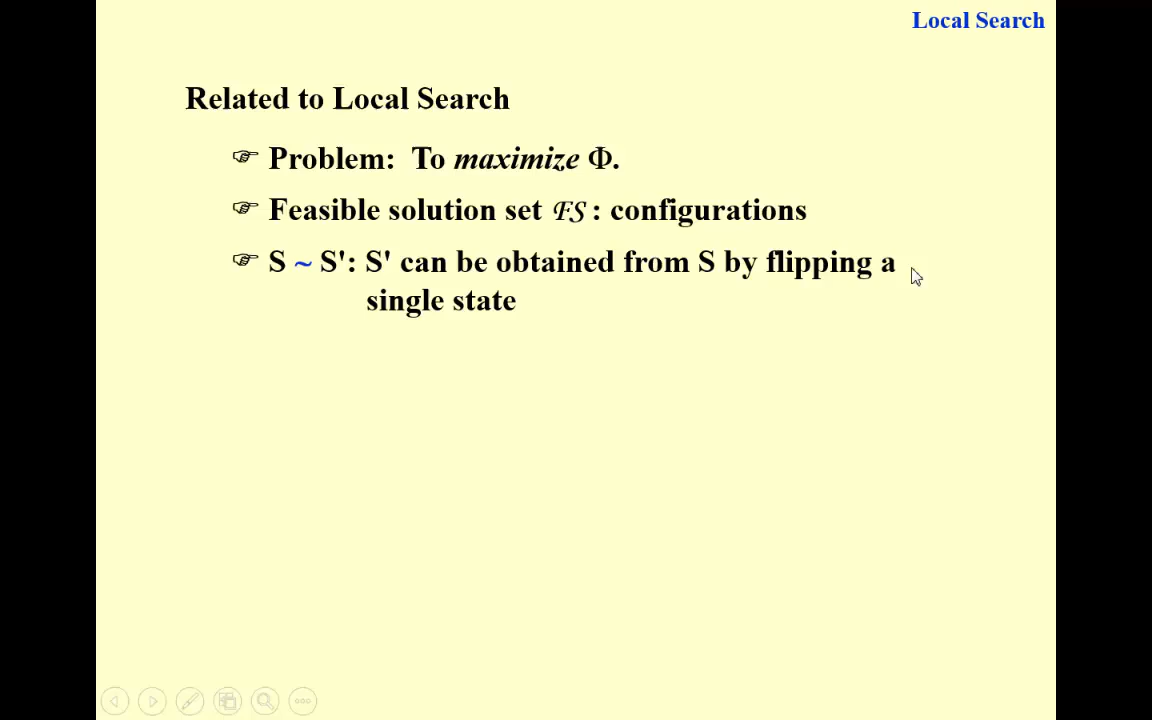 Local Search
Related to Local Search
☞ Problem: To maximize Φ.
☞ Feasible solution set FS : configurations
☞ S ~ S': S' can be obtained from S by flipping a
single state